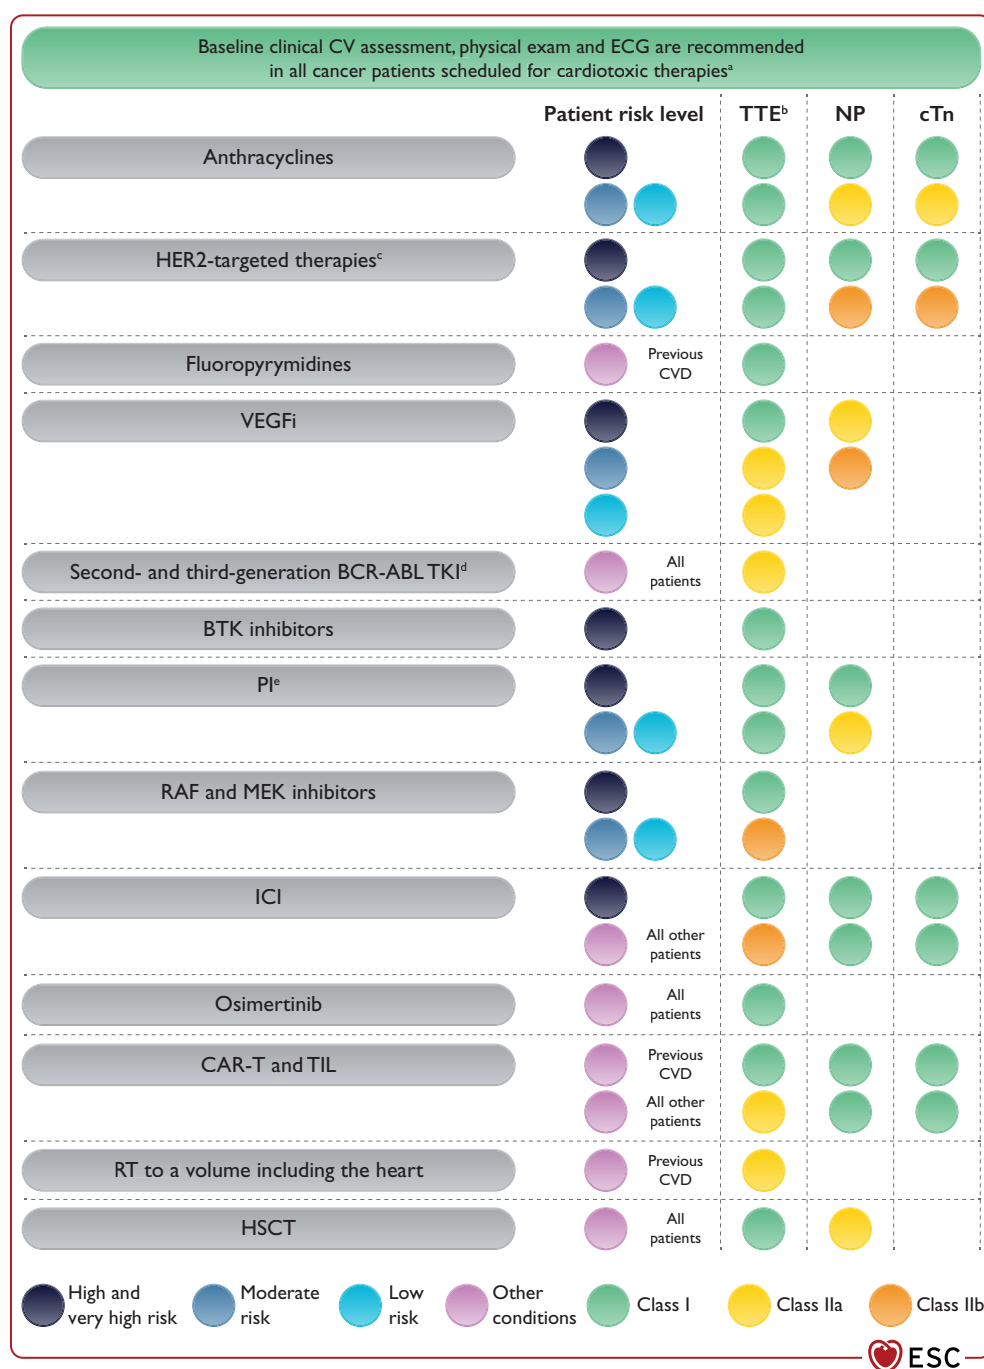 Baseline clinical CV assessment, physical exam and ECG are recommended
in all cancer patients scheduled for cardiotoxic therapiesᵃ
Patient risk level TTEᵇ NP cTn
Anthracyclines
HER2-targeted therapiesᶜ
Fluoropyrymidines Previous
CVD
VEGFi
Second- and third-generation BCR-ABL TKIᵈ All
patients
BTK inhibitors
PIᵉ
RAF and MEK inhibitors
ICI
All other
patients
Osimertinib All
patients
CAR-T and TIL Previous
CVD
All other
patients
RT to a volume including the heart Previous
CVD
HSCT All
patients
High and
very high risk
Moderate
risk
Low
risk
Other
conditions
Class I
Class IIa
Class IIb
ESC